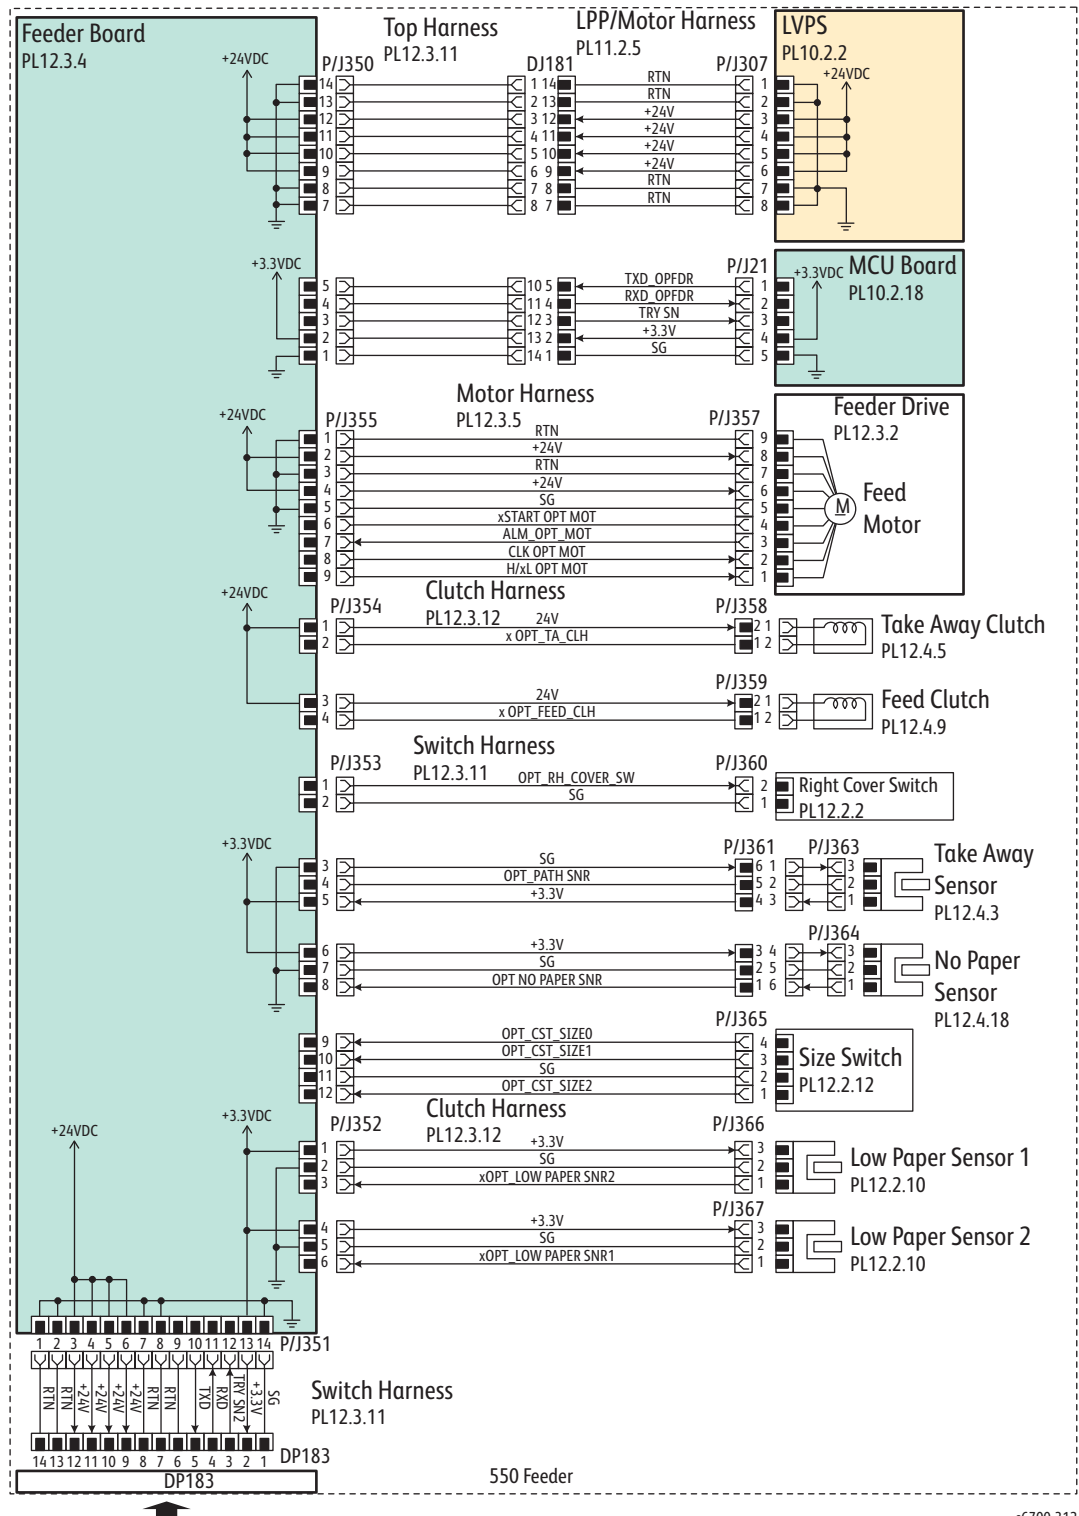 Feeder Board
PL12.3.4
Top Harness
PL12.3.11
LPP/Motor Harness
PL11.2.5
LVPS
PL10.2.2
+24VDC
P/J350
DJ181
P/J307
+24VDC
14 1 14 RTN 1
13 2 13 RTN 2
12 3 12 +24V 3
11 4 11 +24V 4
10 5 10 +24V 5
9 6 9 +24V 6
8 7 8 RTN 7
7 8 7 RTN 8
+3.3VDC
P/J21
MCU Board
PL10.2.18
+3.3VDC
5 10 5 TXD_OPFDR 1
4 11 4 RXD_OPFDR 2
3 12 3 TRY SN 3
2 13 2 +3.3V 4
1 14 1 SG 5
Motor Harness
PL12.3.5
+24VDC
P/J355
P/J357
Feeder Drive
PL12.3.2
1 RTN 9
2 +24V 8
3 RTN 7
4 +24V 6
5 SG 5
6 xSTART OPT MOT 4
7 ALM_OPT_MOT 3
8 CLK OPT MOT 2
9 H/xL OPT MOT 1
M
Feed
Motor
Clutch Harness
PL12.3.12
+24VDC
P/J354
P/J358
1 24V 2 1
2 x OPT_TA_CLH 1 2
Take Away Clutch
PL12.4.5
P/J359
3 24V 2 1
4 x OPT_FEED_CLH 1 2
Feed Clutch
PL12.4.9
Switch Harness
PL12.3.11
P/J353
P/J360
1 OPT_RH_COVER_SW 2
2 SG 1
Right Cover Switch
PL12.2.2
+3.3VDC
P/J361
P/J363
3 SG 6 1 3
4 OPT_PATH SNR 5 2 2
5 +3.3V 4 3 1
Take Away
Sensor
PL12.4.3
P/J364
6 +3.3V 3 4 3
7 SG 2 5 2
8 OPT NO PAPER SNR 1 6 1
No Paper
Sensor
PL12.4.18
P/J365
9 OPT_CST_SIZE0 4
10 OPT_CST_SIZE1 3
11 SG 2
12 OPT_CST_SIZE2 1
Size Switch
PL12.2.12
Clutch Harness
PL12.3.12
+3.3VDC
+24VDC
P/J352
P/J366
1 +3.3V 3
2 SG 2
3 xOPT_LOW PAPER SNR2 1
Low Paper Sensor 1
PL12.2.10
P/J367
4 +3.3V 3
5 SG 2
6 xOPT_LOW PAPER SNR1 1
Low Paper Sensor 2
PL12.2.10
1 2 3 4 5 6 7 8 9 10 11 12 13 14 P/J351
RTN RTN +24V +24V +24V +24V RTN RTN TXD RXD TRY SN2 +3.3V SG
Switch Harness
PL12.3.11
14 13 12 11 10 9 8 7 6 5 4 3 2 1 DP183
DP183
550 Feeder